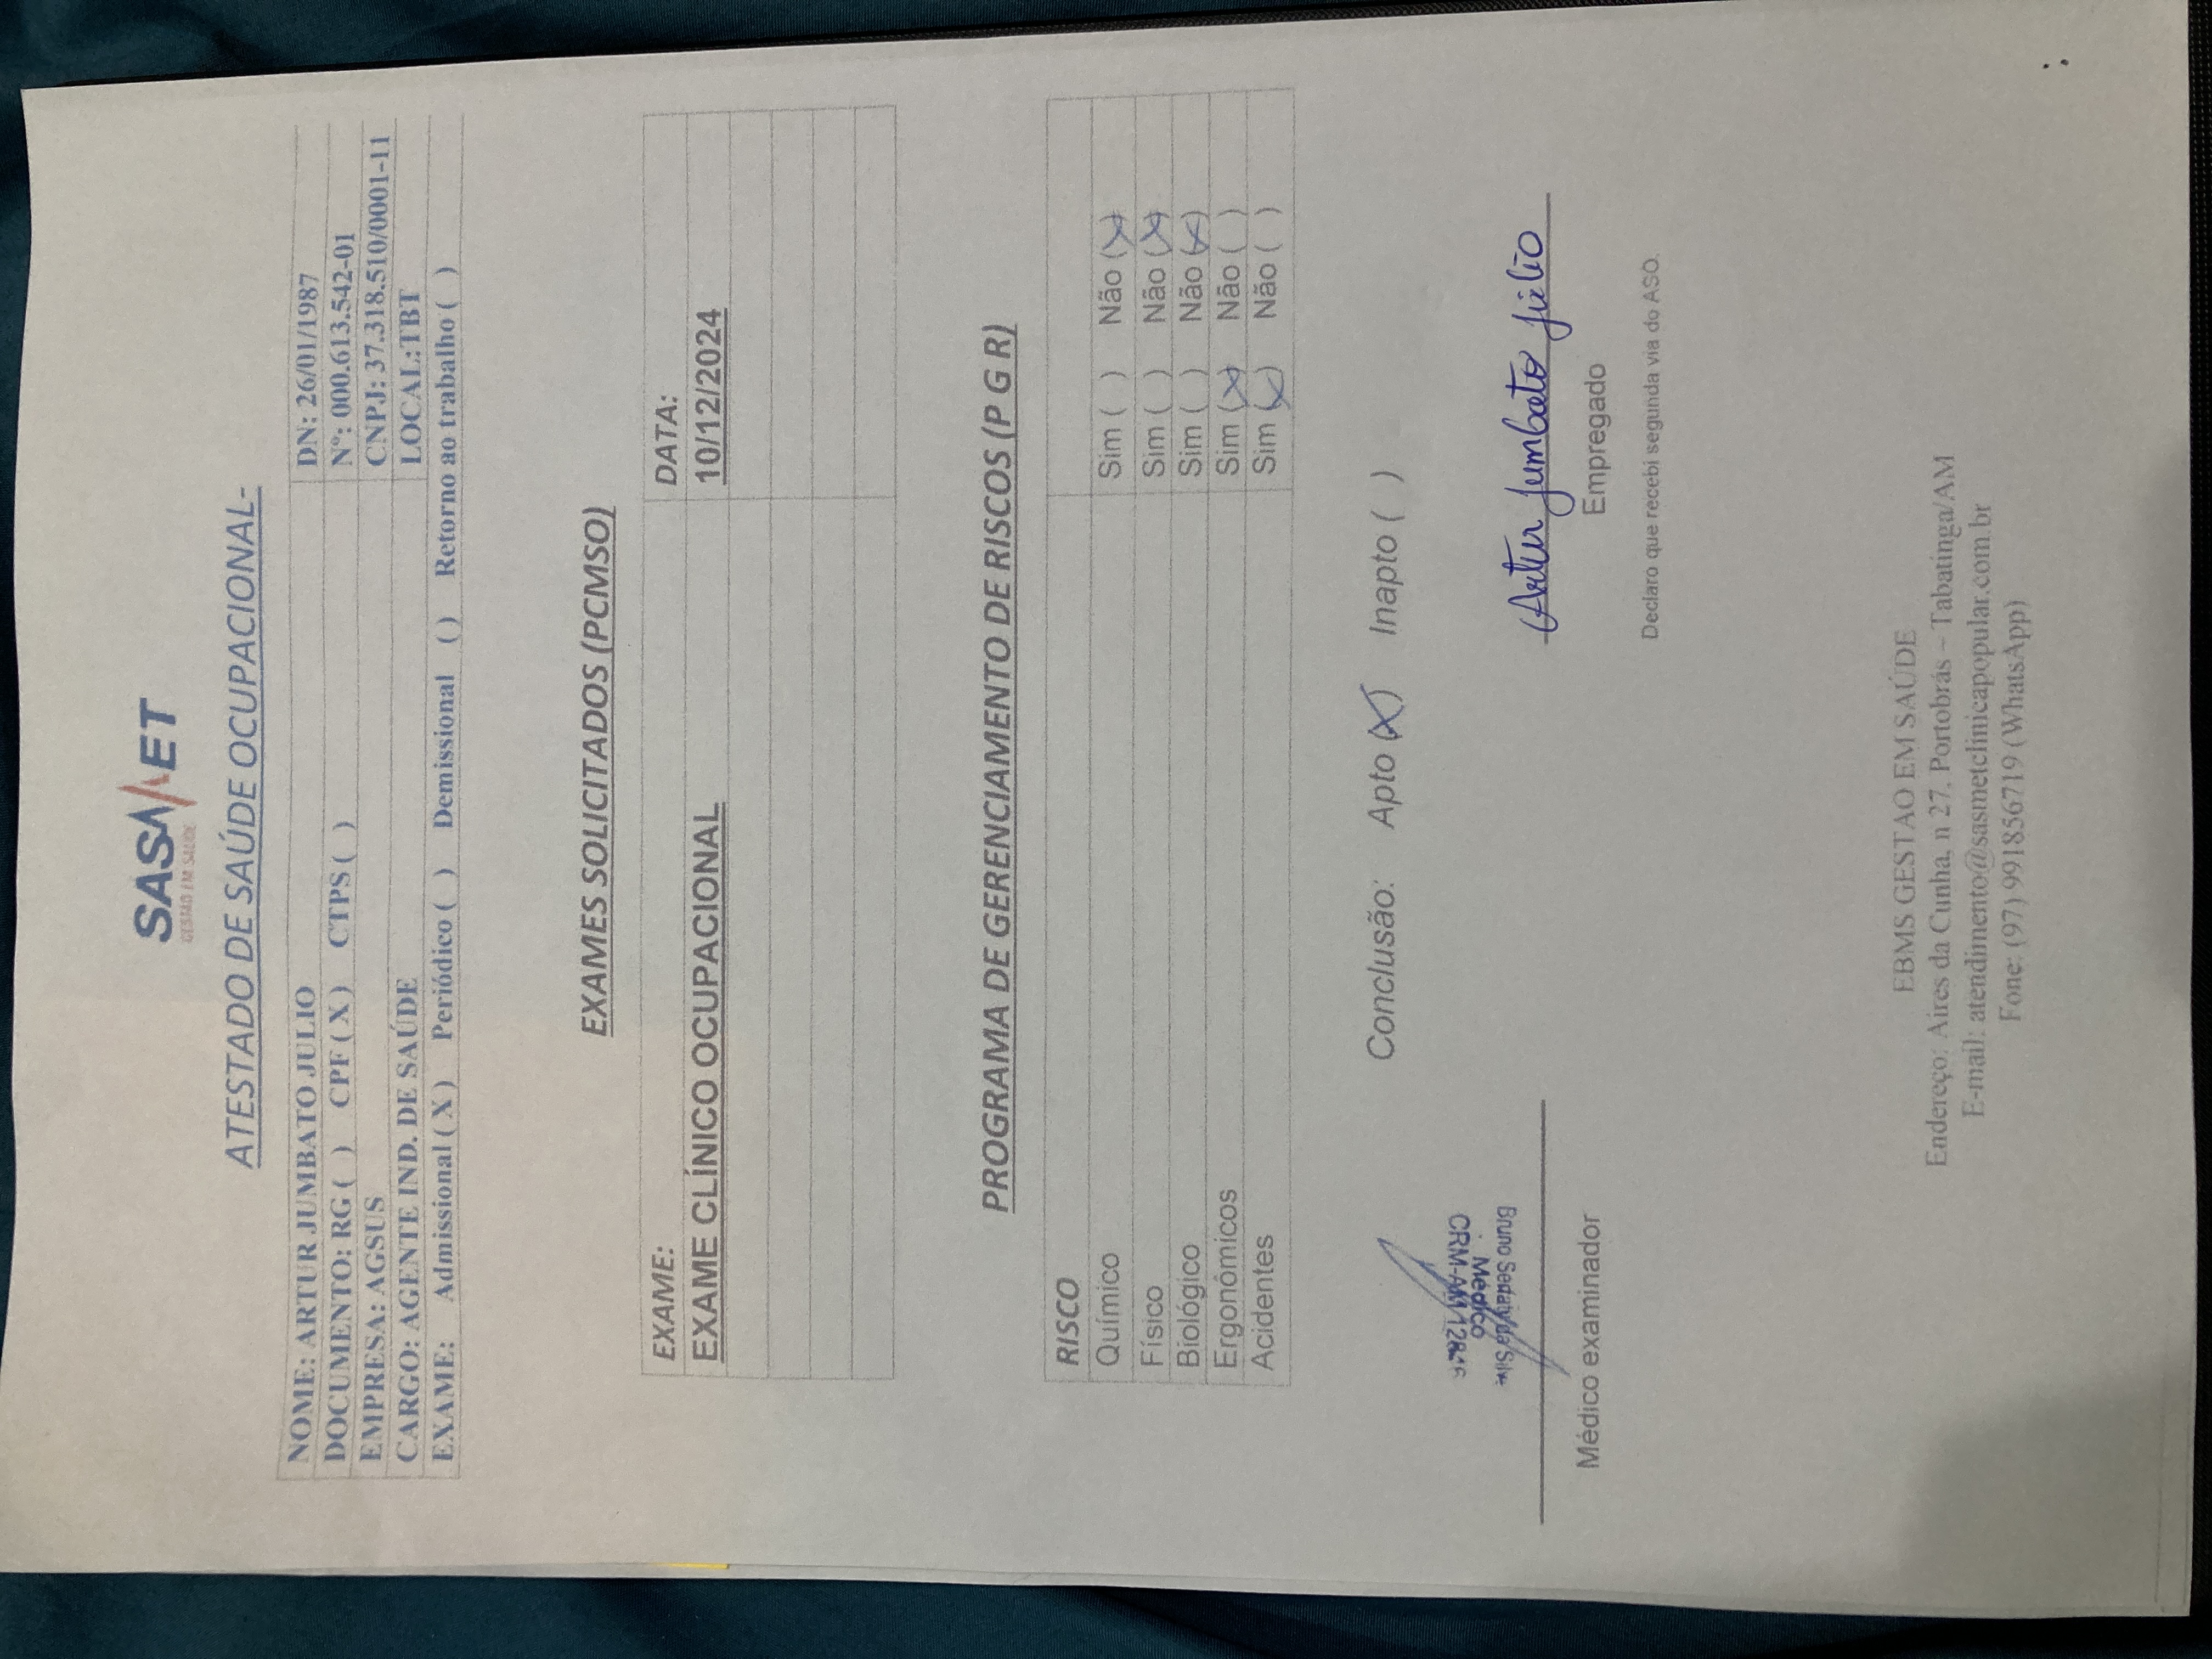 SASMET
GESTÃO EM SAÚDE
ATESTADO DE SAÚDE OCUPACIONAL-
NOME: ARTUR JUMBATO JULIO DN: 26/01/1987
DOCUMENTO: RG ( ) CPF ( X ) CTPS ( ) Nº: 000.613.542-01
EMPRESA: AGSUS CNPJ: 37.318.510/0001-11
CARGO: AGENTE IND. DE SAÚDE LOCAL:TBT
EXAME: Admissional ( X ) Periódico ( ) Demissional ( ) Retorno ao trabalho ( )
EXAMES SOLICITADOS (PCMSO)
EXAME: DATA:
EXAME CLÍNICO OCUPACIONAL 10/12/2024
PROGRAMA DE GERENCIAMENTO DE RISCOS (P G R)
RISCO
Químico Sim ( ) Não (X)
Físico Sim ( ) Não (X)
Biológico Sim ( ) Não (X)
Ergonômicos Sim (X) Não ( )
Acidentes Sim (X) Não ( )
Conclusão: Apto (X) Inapto ( )
Bruno da
Médico
CRM-AM
Artur Jumbato Júlio
Médico examinador Empregado
Declaro que recebi segunda via do ASO.
EBMS GESTAO EM SAÚDE
Endereço: Aires da Cunha, n 27, Portobrás – Tabatinga/AM
E-mail: atendimento@sasmetclinicapopular.com.br
Fone: (97) 991856719 (WhatsApp)